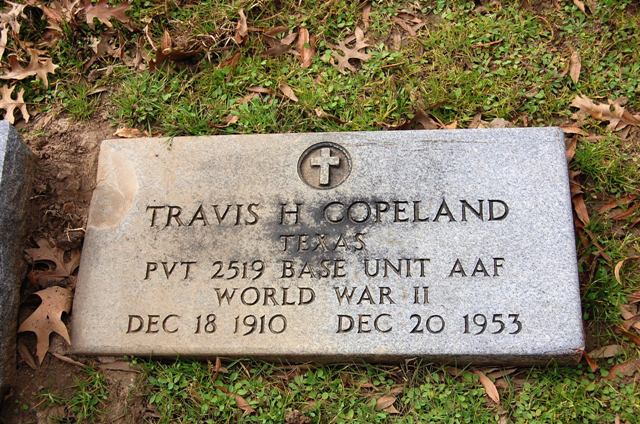 TRAVIS H COPELAND
TEXAS
PVT 2519 BASE UNIT AAF
WORLD WAR II
DEC 18 1910 DEC 20 1953